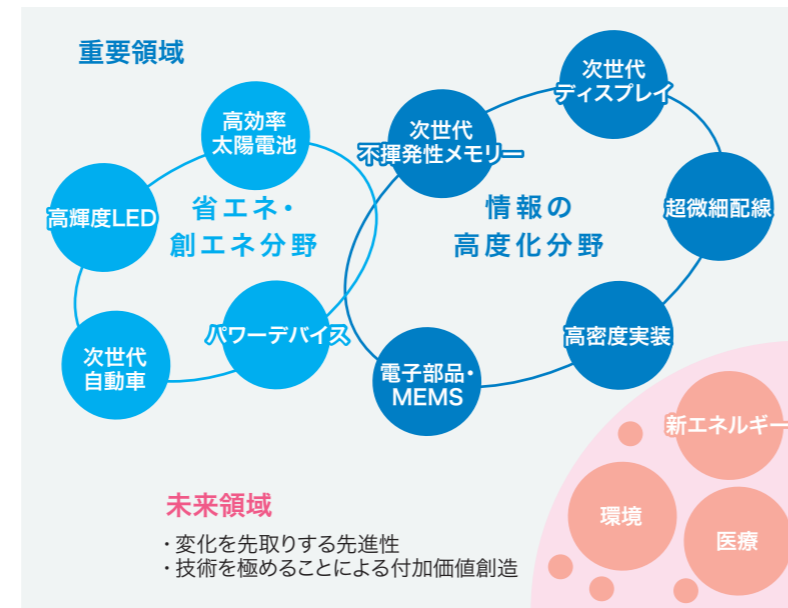 重要領域
高効率
太陽電池
高輝度LED
省エネ・
創エネ分野
次世代
自動車
パワーデバイス
次世代
不揮発性メモリー
次世代
ディスプレイ
情報の
高度化分野
超微細配線
高密度実装
電子部品・
MEMS
未来領域
・変化を先取りする先進性
・技術を極めることによる付加価値創造
新エネルギー
環境
医療